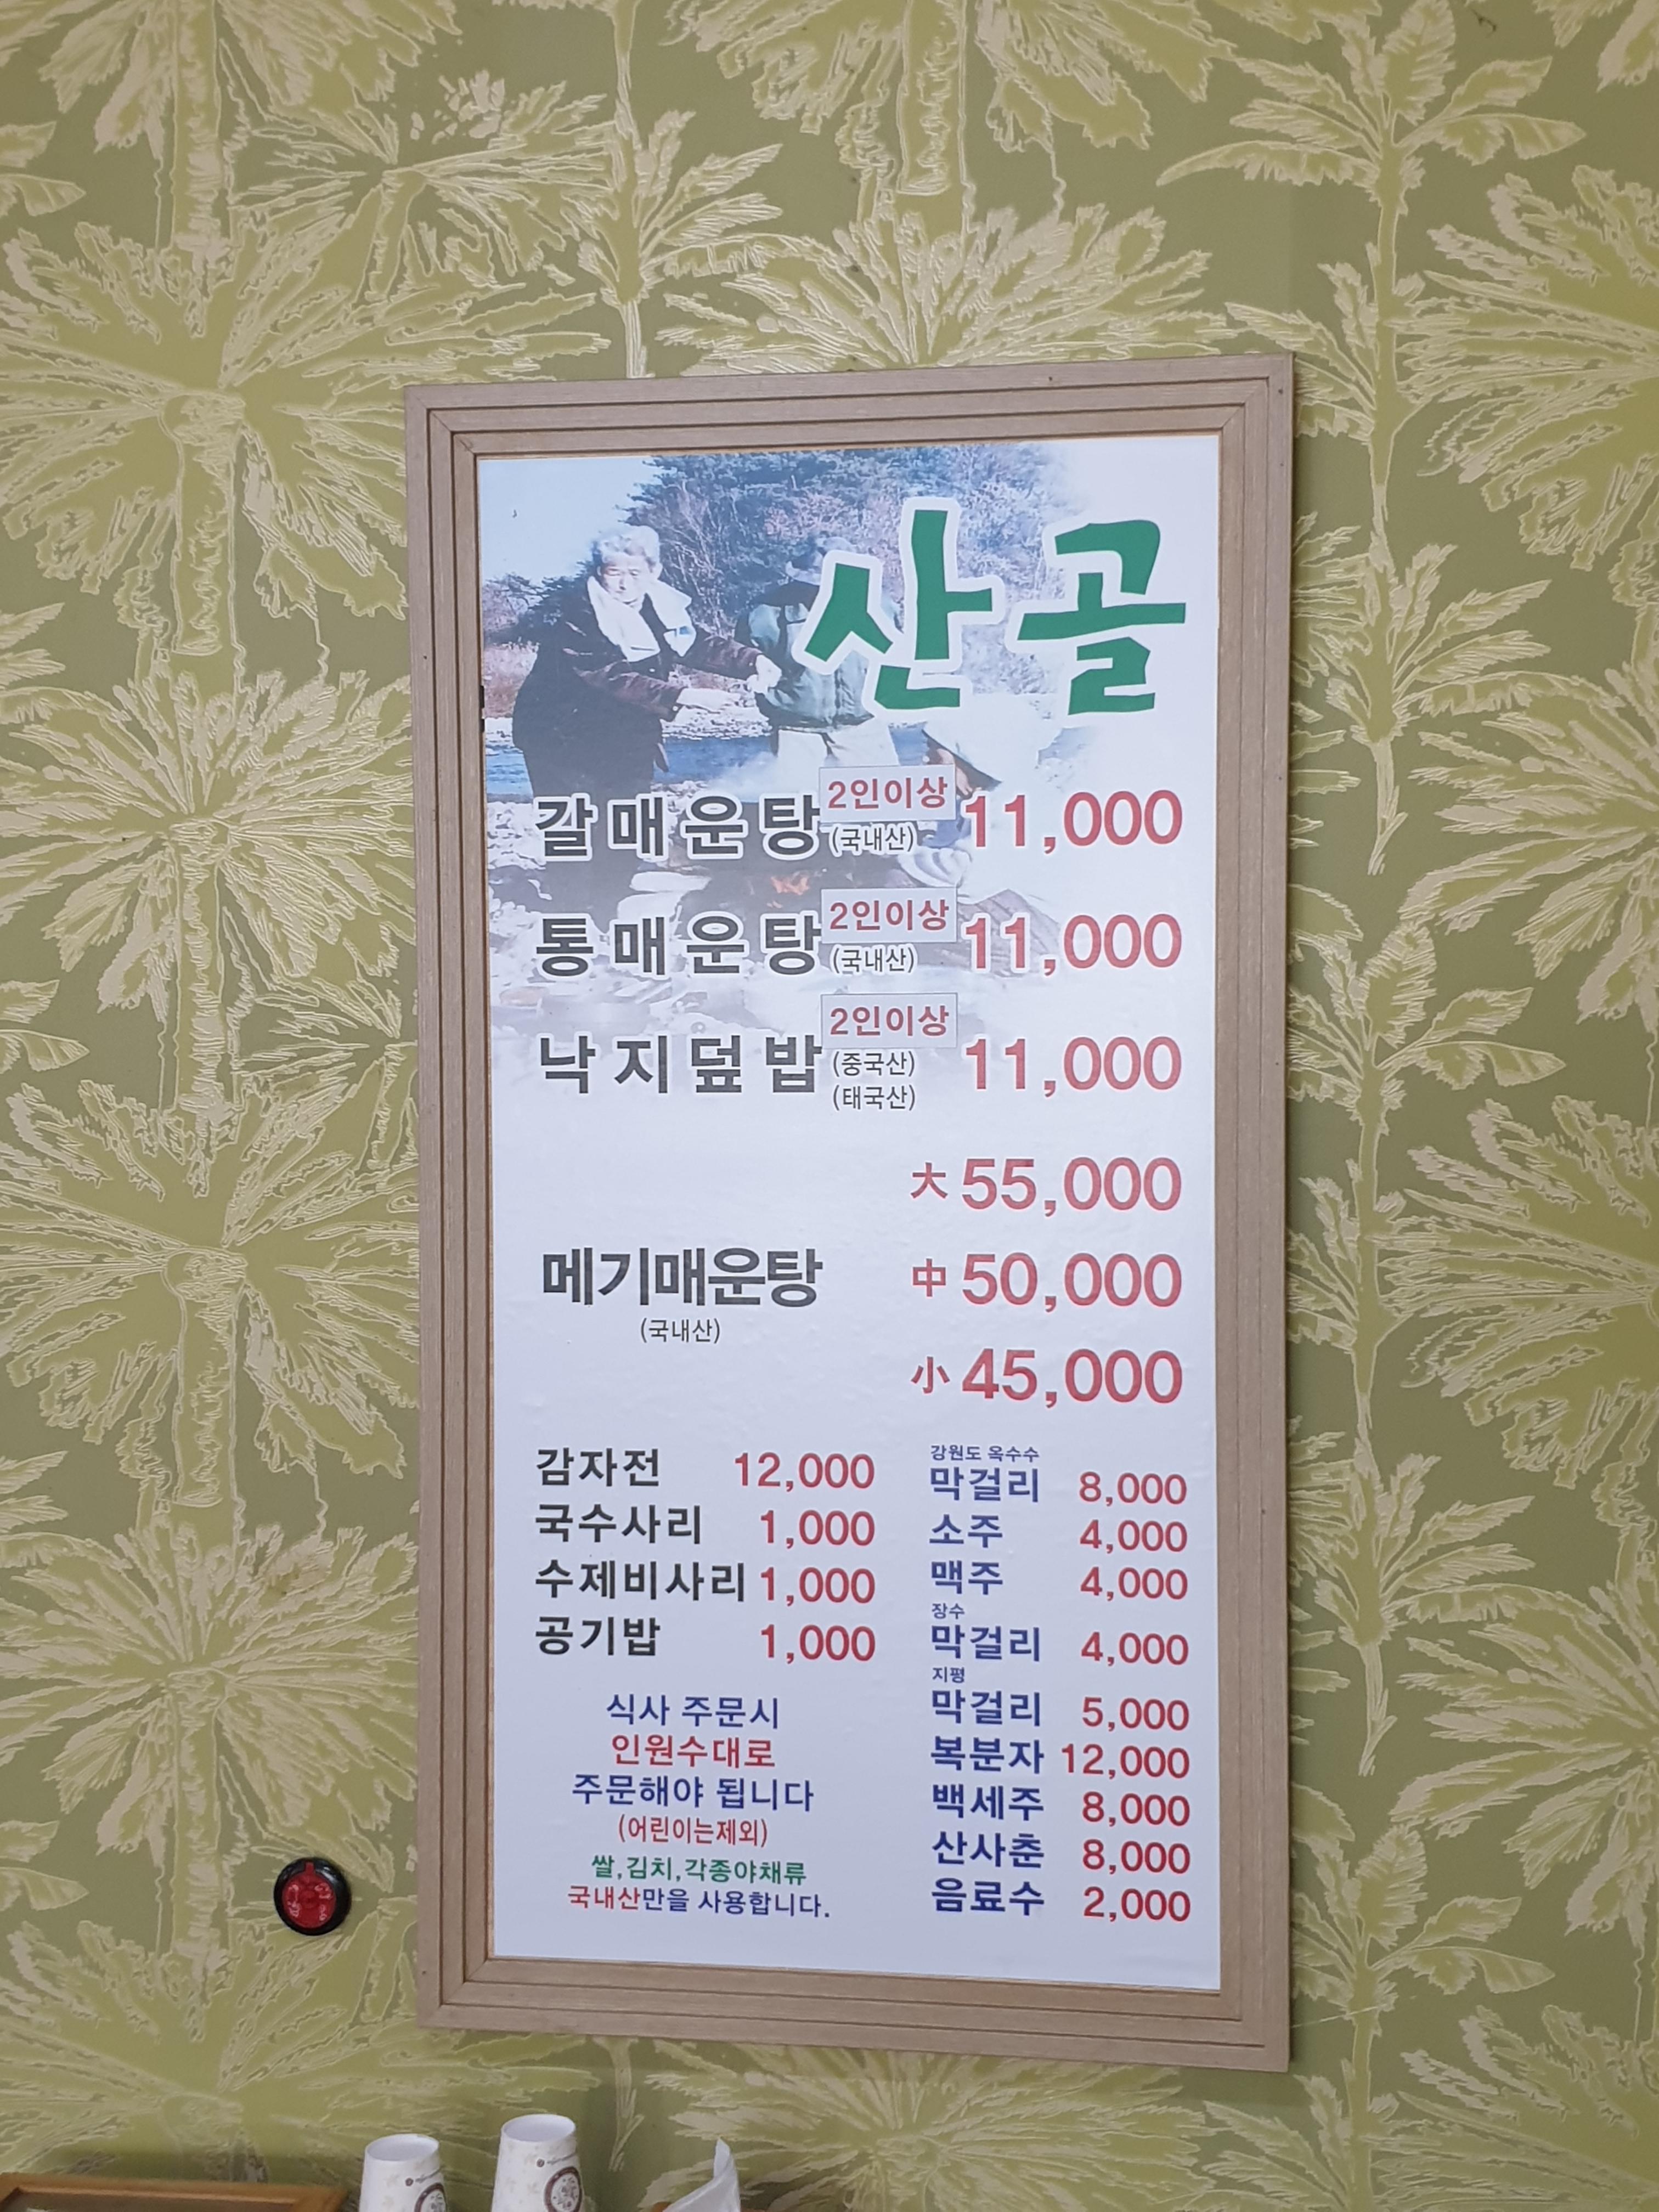 산골
갈매운탕 2인이상 (국내산) 11,000
통매운탕 2인이상 (국내산) 11,000
낙지덮밥 2인이상 (중국산) (태국산) 11,000
大 55,000
메기매운탕 (국내산) 中 50,000
小 45,000
감자전 12,000
국수사리 1,000
수제비사리 1,000
공기밥 1,000
식사 주문시
인원수대로
주문해야 됩니다
(어린이는제외)
쌀,김치,각종야채류
국내산만을 사용합니다.
강원도 옥수수
막걸리 8,000
소주 4,000
맥주 4,000
장수
막걸리 4,000
지평
막걸리 5,000
복분자 12,000
백세주 8,000
산사춘 8,000
음료수 2,000